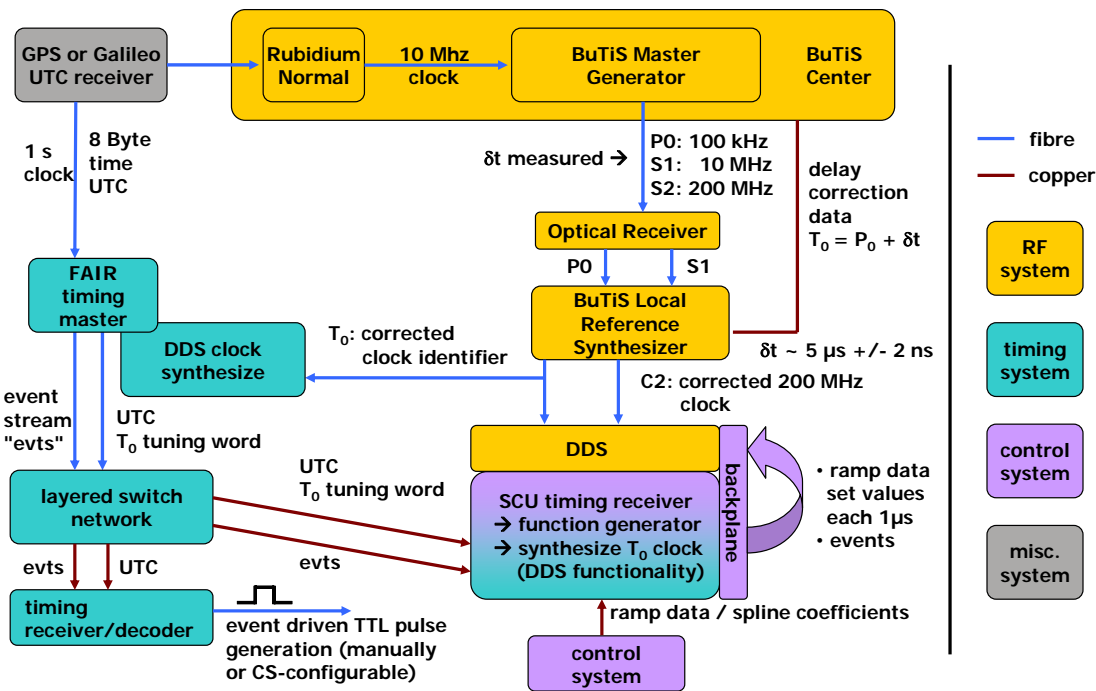 GPS or Galileo
UTC receiver
Rubidium
Normal
10 Mhz
clock
BuTiS Master
Generator
BuTiS
Center
1 s
clock
8 Byte
time
UTC
δt measured →
P0: 100 kHz
S1: 10 MHz
S2: 200 MHz
delay
correction
data
T₀ = P₀ + δt
fibre
copper
Optical Receiver
P0
S1
FAIR
timing
master
BuTiS Local
Reference
Synthesizer
DDS clock
synthesize
T₀: corrected
clock identifier
δt ~ 5 µs +/- 2 ns
C2: corrected 200 MHz
clock
event
stream
"evts"
UTC
T₀ tuning word
RF
system
timing
system
control
system
misc.
system
DDS
backplane
SCU timing receiver
→ function generator
→ synthesize T₀ clock
(DDS functionality)
• ramp data
set values
each 1µs
• events
UTC
T₀ tuning word
layered switch
network
evts
evts
UTC
timing
receiver/decoder
event driven TTL pulse
generation (manually
or CS-configurable)
ramp data / spline coefficients
control
system